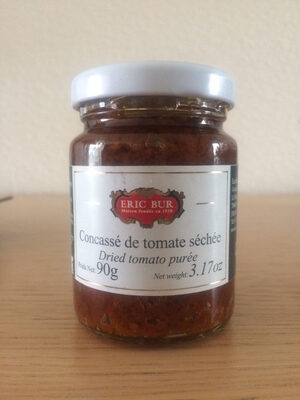 ERIC BUR
Maison fondée en 1938
Concassé de tomate séchée
Dried tomato purée
Poids Net: 90g
Net weight: 3.17oz